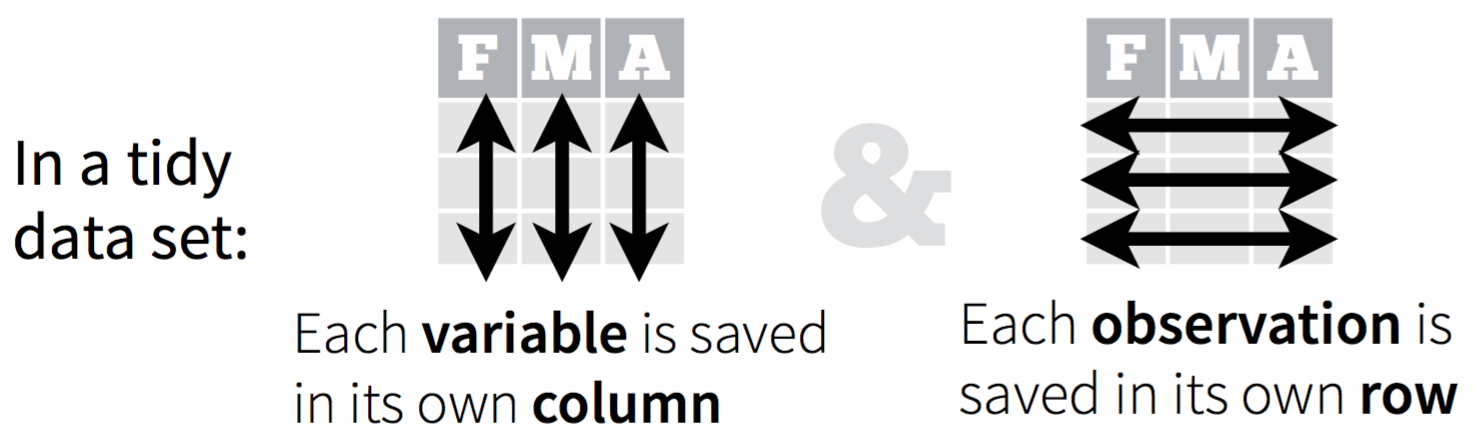 In a tidy
data set:
F M A
Each variable is saved
in its own column
&
F M A
Each observation is
saved in its own row